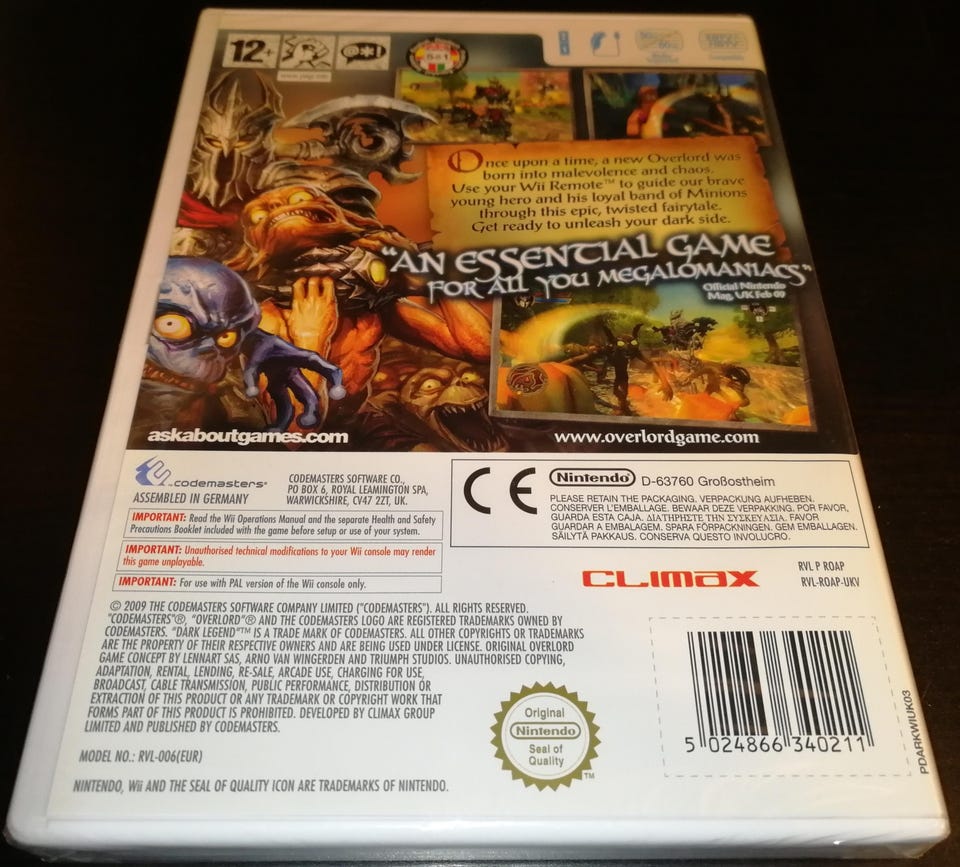 12+
www.pegi.info
5in1
Once upon a time, a new Overlord was
born into malevolence and chaos.
Use your Wii Remote™ to guide our brave
young hero and his loyal band of Minions
through this epic, twisted fairytale.
Get ready to unleash your dark side.
"AN ESSENTIAL GAME
FOR ALL YOU MEGALOMANIACS"
Official Nintendo
Mag, UK Feb 09
askaboutgames.com
www.overlordgame.com
codemasters®
ASSEMBLED IN GERMANY
CODEMASTERS SOFTWARE CO.,
PO BOX 6, ROYAL LEAMINGTON SPA,
WARWICKSHIRE, CV47 2ZT, UK.
IMPORTANT: Read the Wii Operations Manual and the separate Health and Safety
Precautions Booklet included with the game before setup or use of your system.
IMPORTANT: Unauthorised technical modifications to your Wii console may render
this game unplayable.
IMPORTANT: For use with PAL version of the Wii console only.
CE
Nintendo® D-63760 Großostheim
PLEASE RETAIN THE PACKAGING. VERPACKUNG AUFHEBEN.
CONSERVER L'EMBALLAGE. BEWAAR DEZE VERPAKKING. POR FAVOR,
GUARDA ESTA CAJA. ΔΙΑΤΗΡΗΣΤΕ ΤΗΝ ΣΥΣΚΕΥΑΣΙΑ. FAVOR
GUARDAR A EMBALAGEM. SPARA FÖRPACKNINGEN. GEM EMBALLAGEN.
SÄILYTÄ PAKKAUS. CONSERVA QUESTO INVOLUCRO.
CLIMAX
RVL P ROAP
RVL-ROAP-UKV
© 2009 THE CODEMASTERS SOFTWARE COMPANY LIMITED ("CODEMASTERS"). ALL RIGHTS RESERVED.
"CODEMASTERS"®, "OVERLORD"® AND THE CODEMASTERS LOGO ARE REGISTERED TRADEMARKS OWNED BY
CODEMASTERS. "DARK LEGEND"™ IS A TRADE MARK OF CODEMASTERS. ALL OTHER COPYRIGHTS OR TRADEMARKS
ARE THE PROPERTY OF THEIR RESPECTIVE OWNERS AND ARE BEING USED UNDER LICENSE. ORIGINAL OVERLORD
GAME CONCEPT BY LENNART SAS, ARNO VAN WINGERDEN AND TRIUMPH STUDIOS. UNAUTHORISED COPYING,
ADAPTATION, RENTAL, LENDING, RE-SALE, ARCADE USE, CHARGING FOR USE,
BROADCAST, CABLE TRANSMISSION, PUBLIC PERFORMANCE, DISTRIBUTION OR
EXTRACTION OF THIS PRODUCT OR ANY TRADEMARK OR COPYRIGHT WORK THAT
FORMS PART OF THIS PRODUCT IS PROHIBITED. DEVELOPED BY CLIMAX GROUP
LIMITED AND PUBLISHED BY CODEMASTERS.
MODEL NO.: RVL-006(EUR)
NINTENDO, Wii AND THE SEAL OF QUALITY ICON ARE TRADEMARKS OF NINTENDO.
Original
Nintendo
Seal of
Quality
™
5 024866 340211
PDARKWIUK03